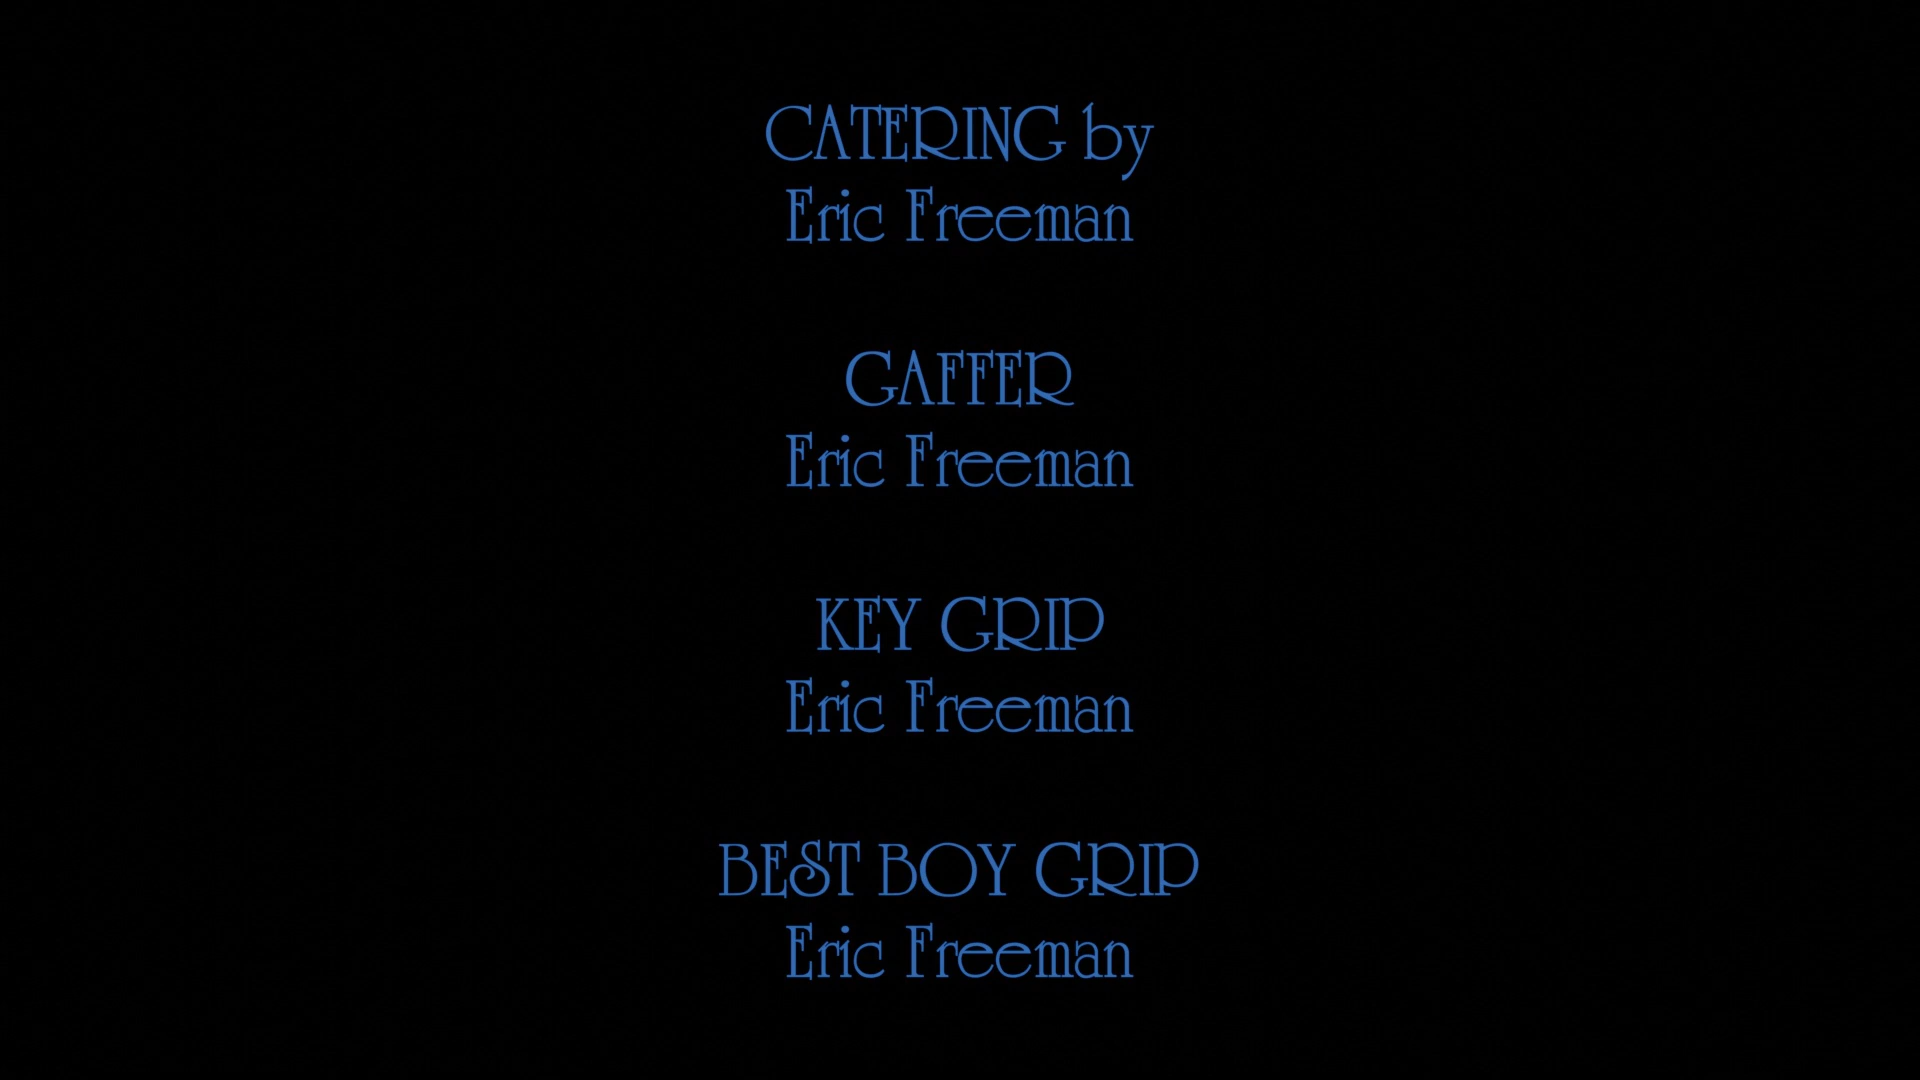 CATERING by
Eric Freeman
GAFFER
Eric Freeman
KEY GRIP
Eric Freeman
BEST BOY GRIP
Eric Freeman